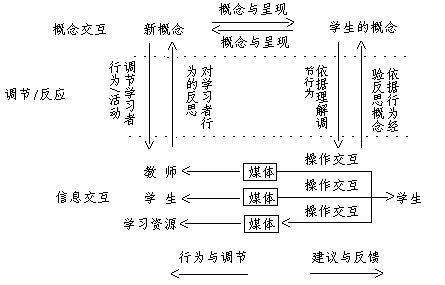 概念与呈现
概念交互 新概念 学生的概念
概念与呈现
调节/反应
调节学习者
行为/活动
对学习者行
为的反思
依据理解调
节行为
依据行为经
验反思概念
操作交互
教师 媒体
操作交互
信息交互 学生 媒体 学生
操作交互
学习资源 媒体
行为与调节 建议与反馈